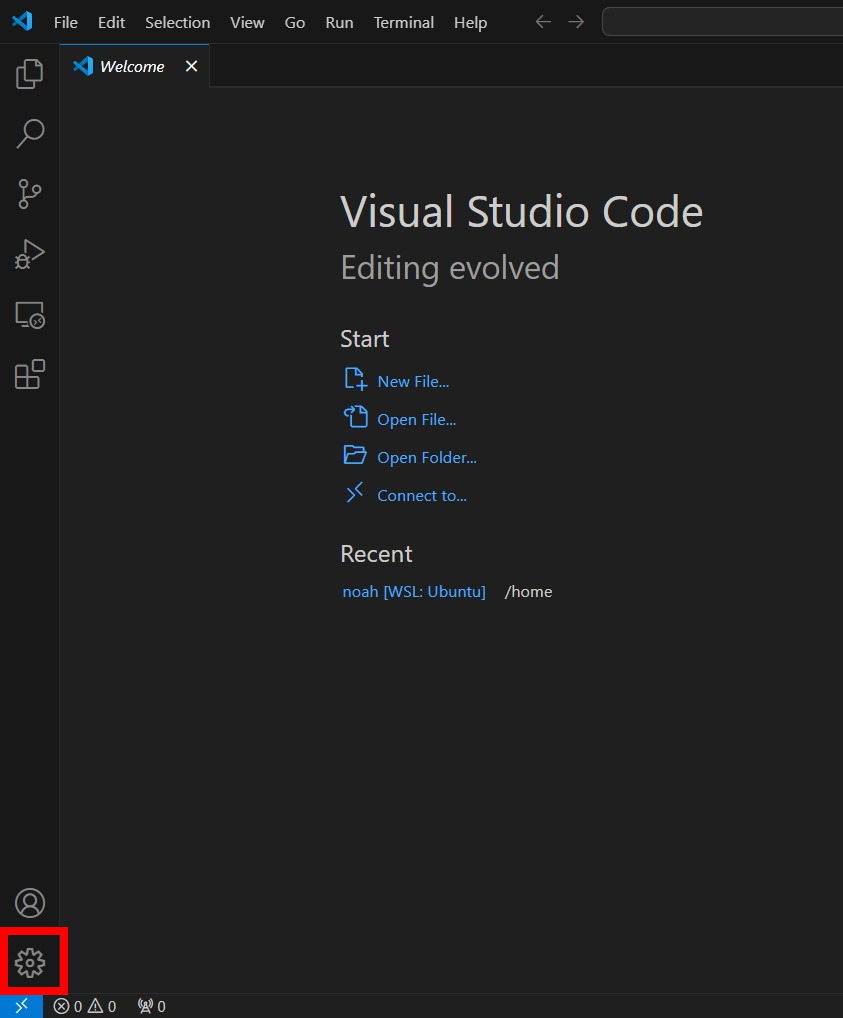 File Edit Selection View Go Run Terminal Help
Welcome
Visual Studio Code
Editing evolved
Start
New File...
Open File...
Open Folder...
Connect to...
Recent
noah [WSL: Ubuntu] /home
0 0 0